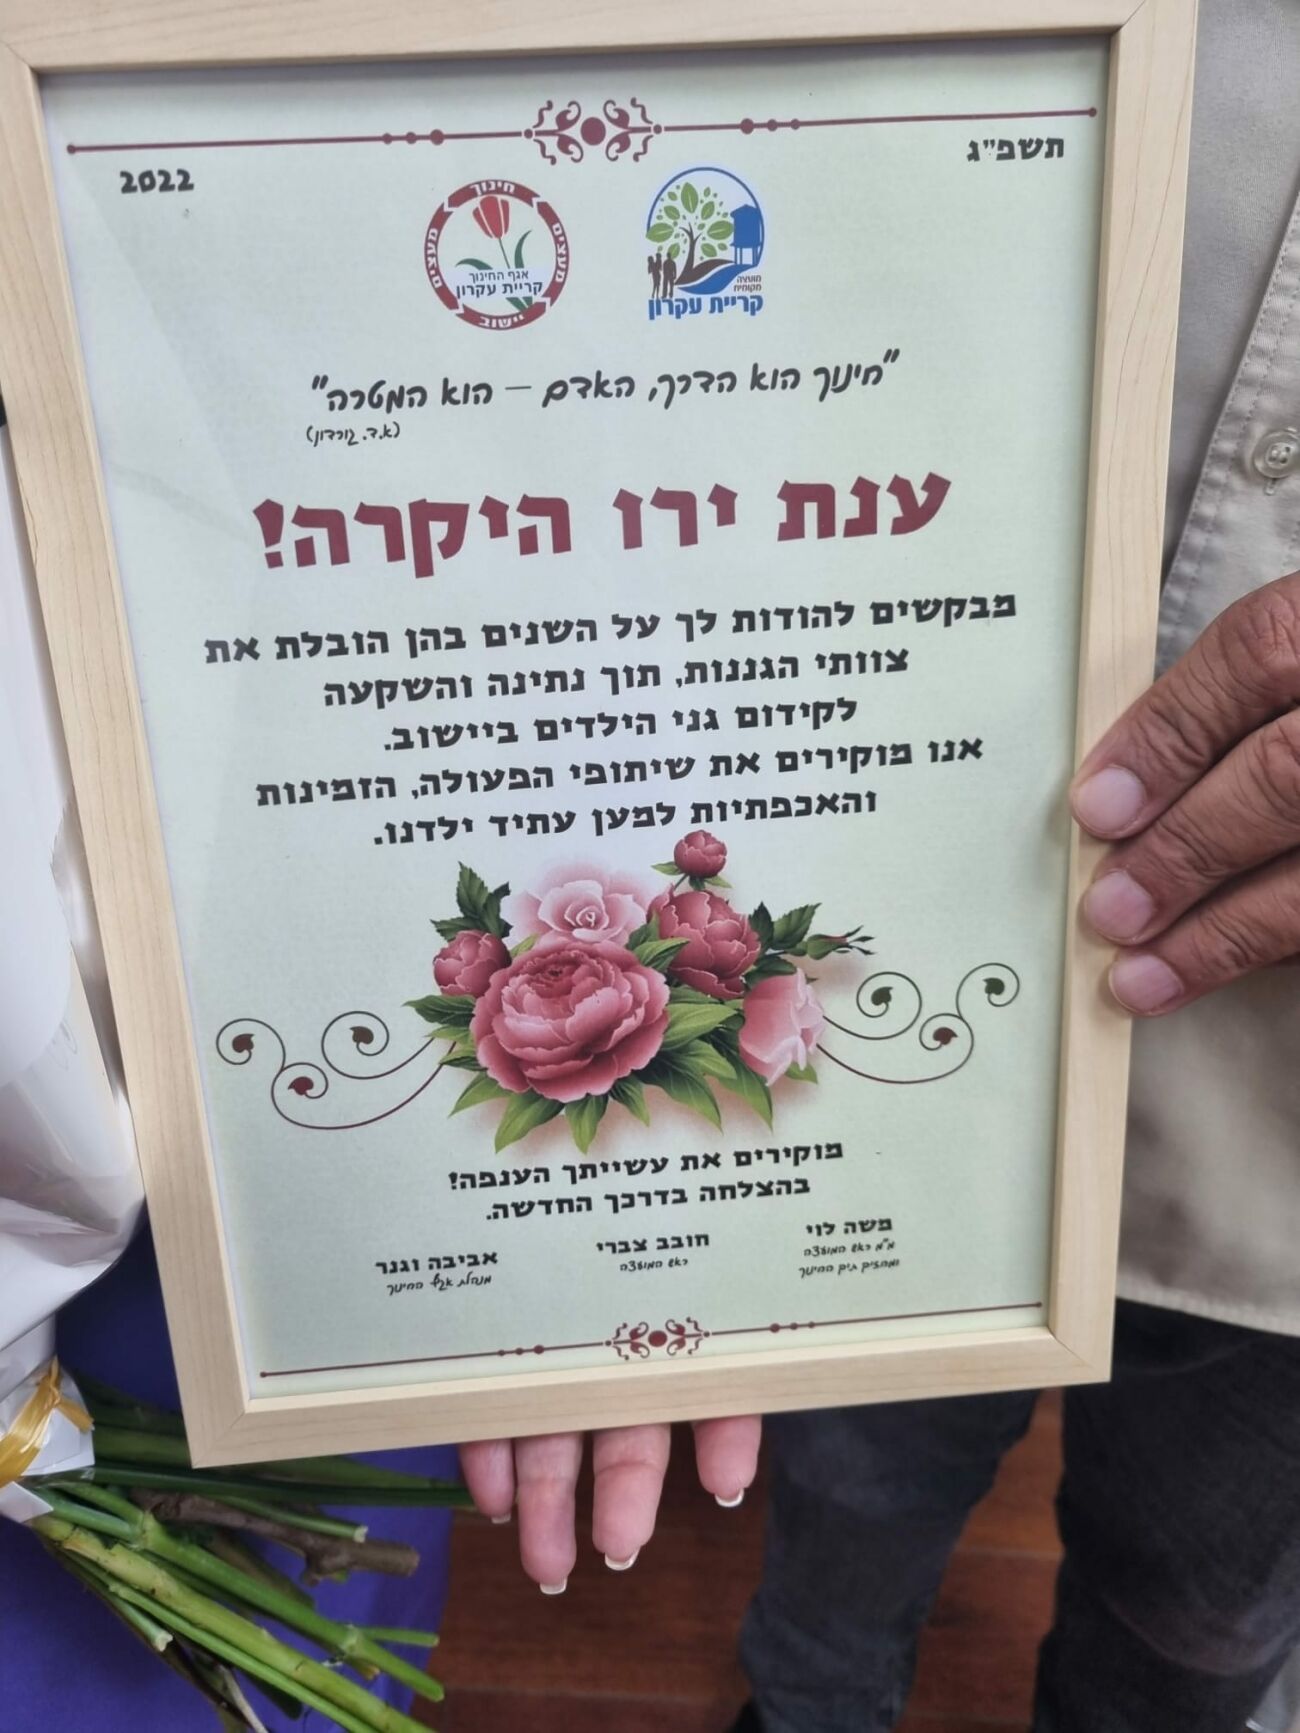 תשפ״ג
2022
חינוך
מעצים
מעצים
יישוב
אגף החינוך
קריית עקרון
מועצה
מקומית
קריית עקרון
"חינוך הוא הדרך, האדם – הוא המטרה"
(א.ד. גורדון)
ענת ירו היקרה!
מבקשים להודות לך על השנים בהן הובלת את
צוותי הגננות, תוך נתינה והשקעה
לקידום גני הילדים ביישוב.
אנו מוקירים את שיתופי הפעולה, הזמינות
והאכפתיות למען עתיד ילדנו.
מוקירים את עשייתך הענפה!
בהצלחה בדרכך החדשה.
משה לוי
מ"מ ראש המועצה
ומחזיק תיק החינוך
חובב צברי
ראש המועצה
אביבה וגנר
מנהלת אגף החינוך